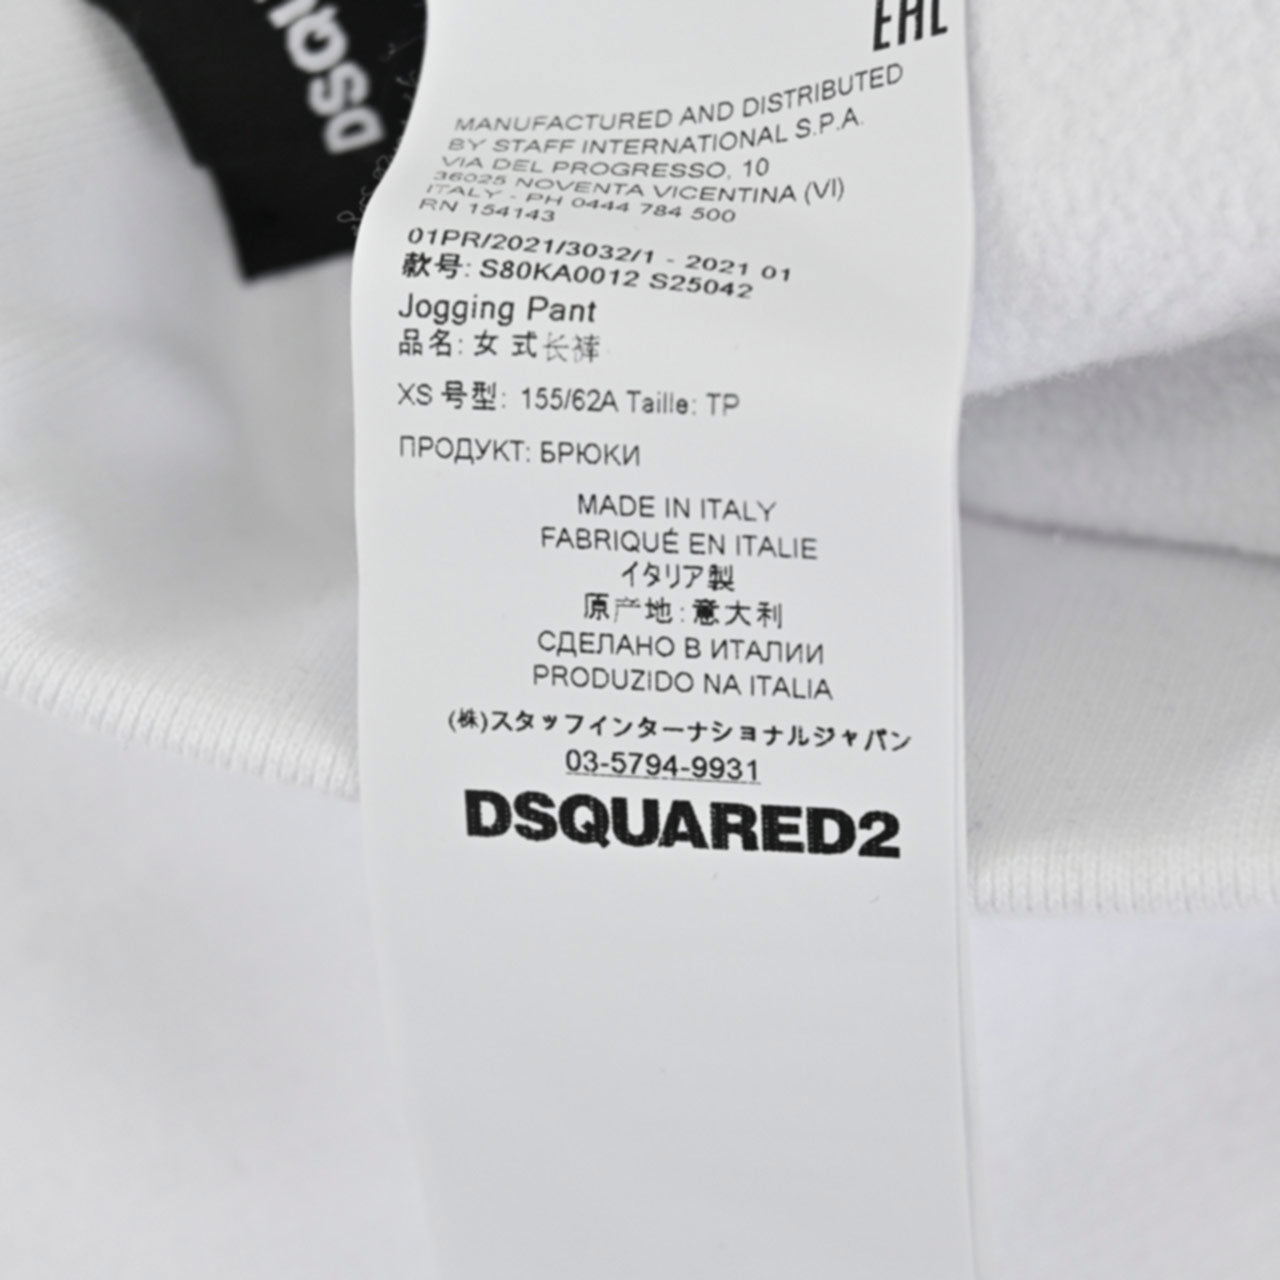 DSQU
EAC
MANUFACTURED AND DISTRIBUTED
BY STAFF INTERNATIONAL S.P.A.
VIA DEL PROGRESSO, 10
36025 NOVENTA VICENTINA (VI)
ITALY - PH 0444 784 500
RN 154143
01PR/2021/3032/1 - 2021 01
款号: S80KA0012 S25042
Jogging Pant
品名: 女 式长裤
XS 号型: 155/62A Taille: TP
ПРОДУКТ: БРЮКИ
MADE IN ITALY
FABRIQUÉ EN ITALIE
イタリア製
原产地: 意大利
СДЕЛАНО В ИТАЛИИ
PRODUZIDO NA ITALIA
(株)スタッフインターナショナルジャパン
03-5794-9931
DSQUARED2